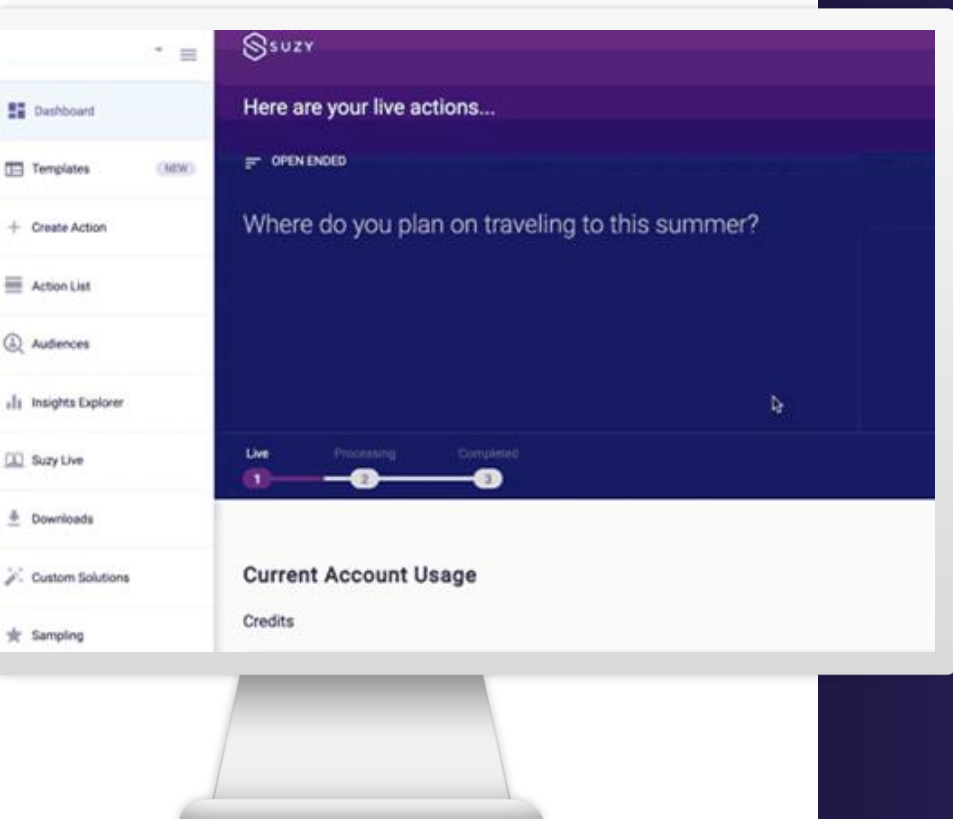 SUZY
Dashboard
Templates NEW
Create Action
Action List
Audiences
Insights Explorer
Suzy Live
Downloads
Custom Solutions
Sampling
Here are your live actions...
OPEN ENDED
Where do you plan on traveling to this summer?
Live Processing Completed
1 2 3
Current Account Usage
Credits